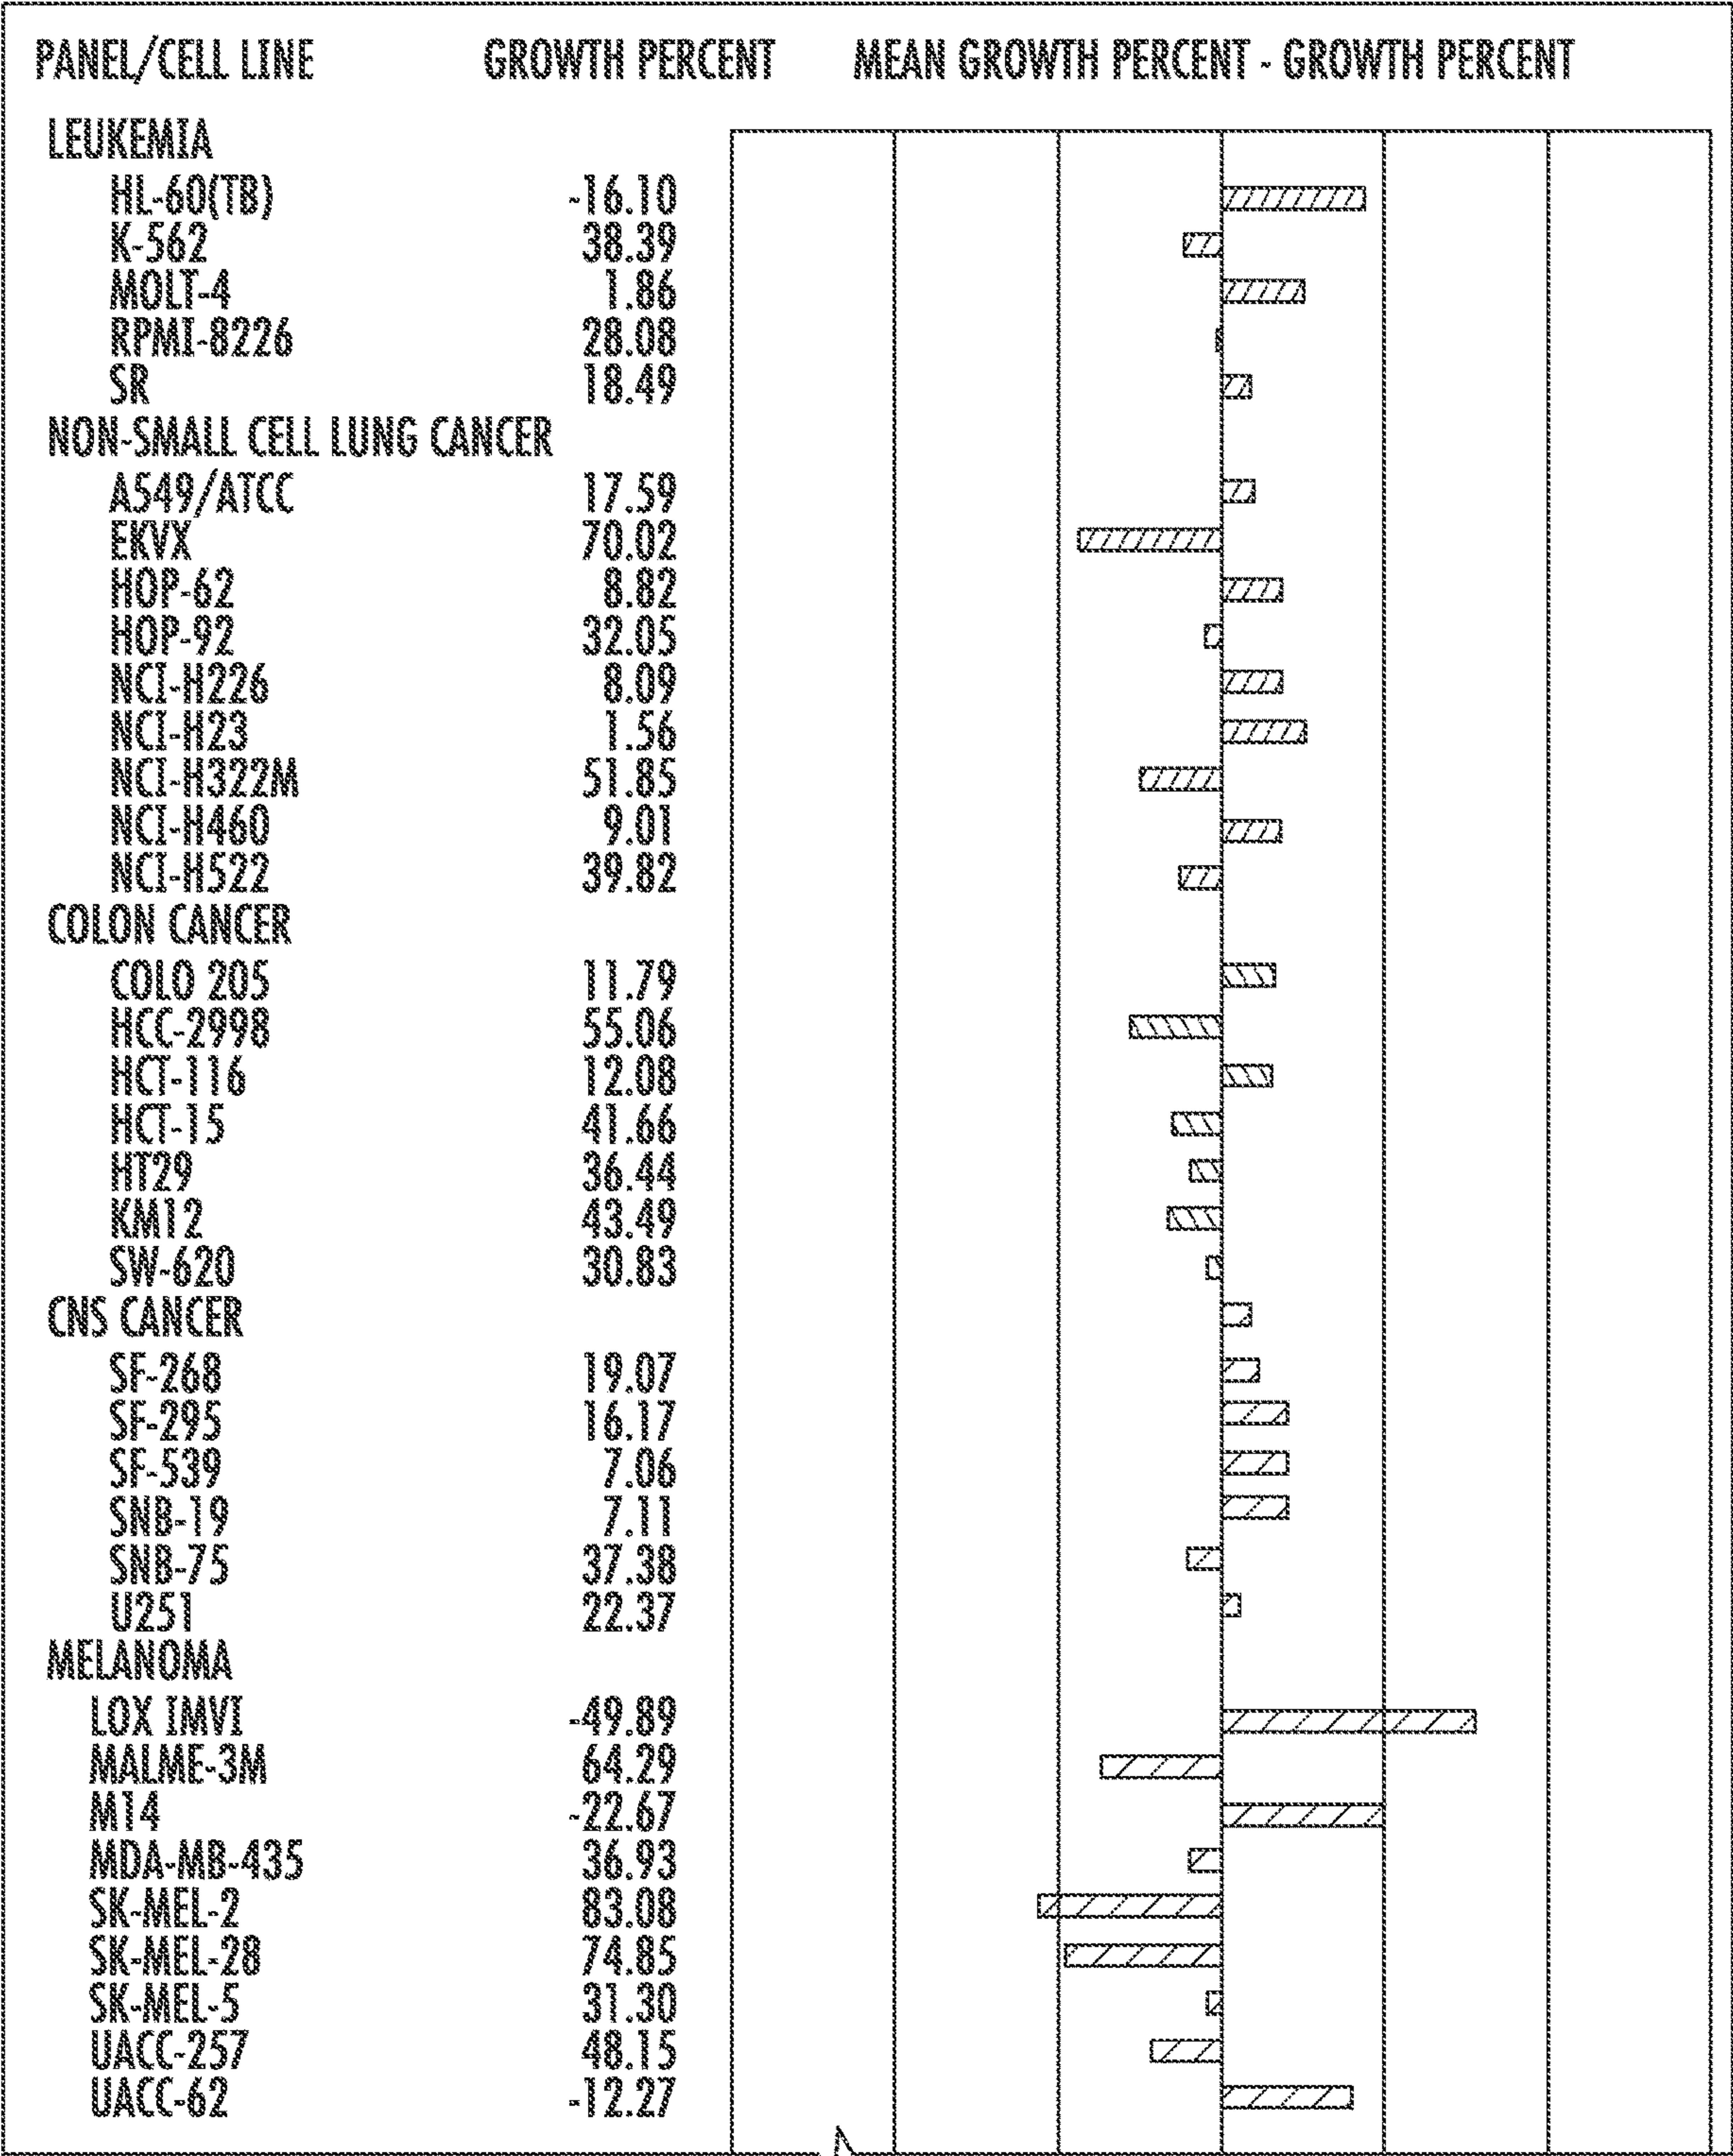 PANEL/CELL LINE GROWTH PERCENT MEAN GROWTH PERCENT - GROWTH PERCENT
LEUKEMIA
HL-60(TB) -16.10
K-562 38.39
MOLT-4 1.86
RPMI-8226 28.08
SR 18.49
NON-SMALL CELL LUNG CANCER
A549/ATCC 17.59
EKVX 70.02
HOP-62 8.82
HOP-92 32.05
NCI-H226 8.09
NCI-H23 1.56
NCI-H322M 51.85
NCI-H460 9.01
NCI-H522 39.82
COLON CANCER
COLO 205 11.79
HCC-2998 55.06
HCT-116 12.08
HCT-15 41.66
HT29 36.44
KM12 43.49
SW-620 30.83
CNS CANCER
SF-268 19.07
SF-295 16.17
SF-539 7.06
SNB-19 7.11
SNB-75 37.38
U251 22.37
MELANOMA
LOX IMVI -49.89
MALME-3M 64.29
M14 -22.67
MDA-MB-435 36.93
SK-MEL-2 83.08
SK-MEL-28 74.85
SK-MEL-5 31.30
UACC-257 48.15
UACC-62 -12.27